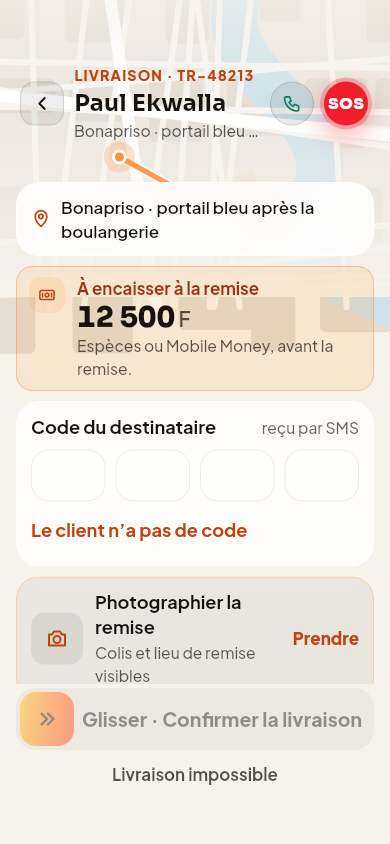 LIVRAISON · TR-48213
Paul Ekwalla
Bonapriso · portail bleu …
SOS
Bonapriso · portail bleu après la
boulangerie
À encaisser à la remise
12 500 F
Espèces ou Mobile Money, avant la
remise.
Code du destinataire
reçu par SMS
Le client n’a pas de code
Photographier la
remise
Colis et lieu de remise
visibles
Prendre
Glisser · Confirmer la livraison
Livraison impossible